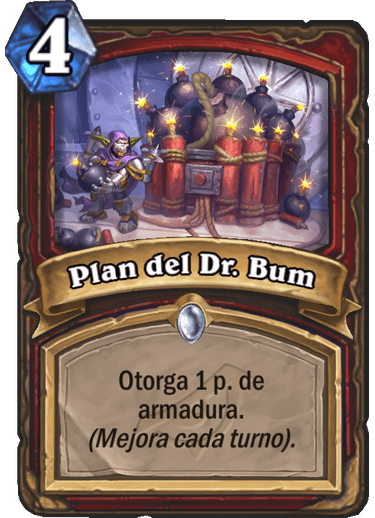 4
Plan del Dr. Bum
Otorga 1 p. de
armadura.
(Mejora cada turno).